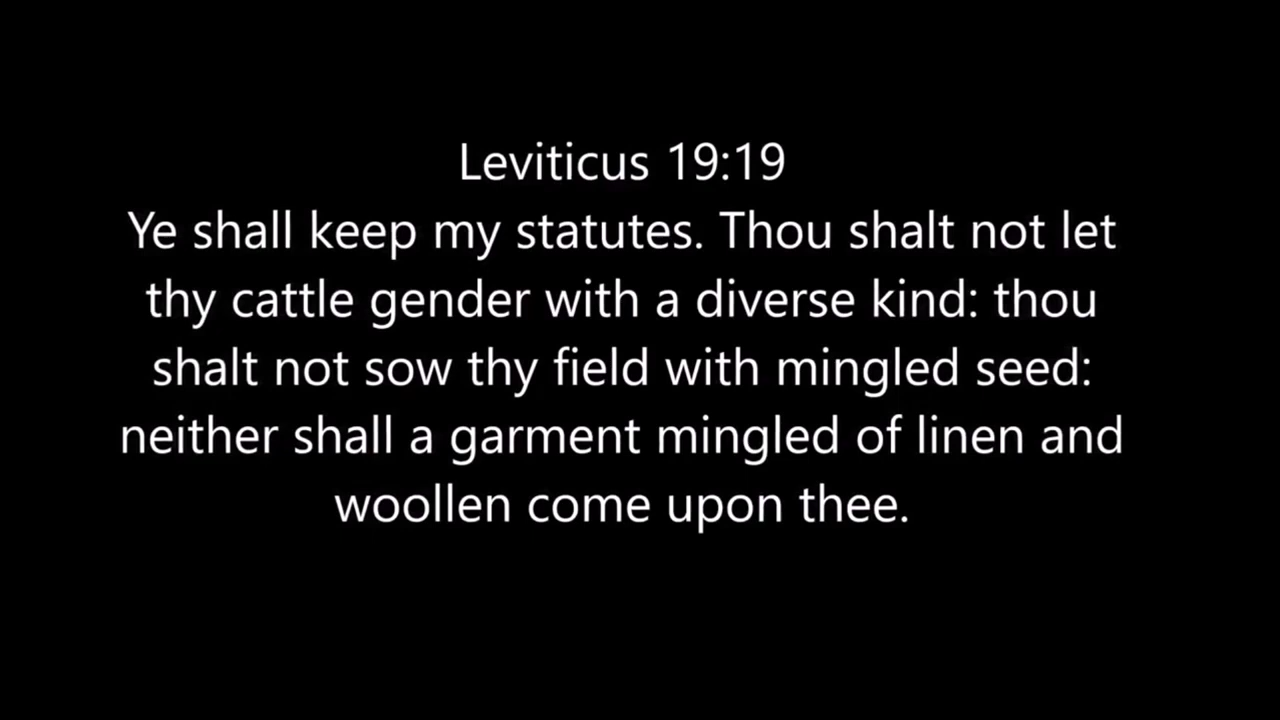 Leviticus 19:19
Ye shall keep my statutes. Thou shalt not let
thy cattle gender with a diverse kind: thou
shalt not sow thy field with mingled seed:
neither shall a garment mingled of linen and
woollen come upon thee.